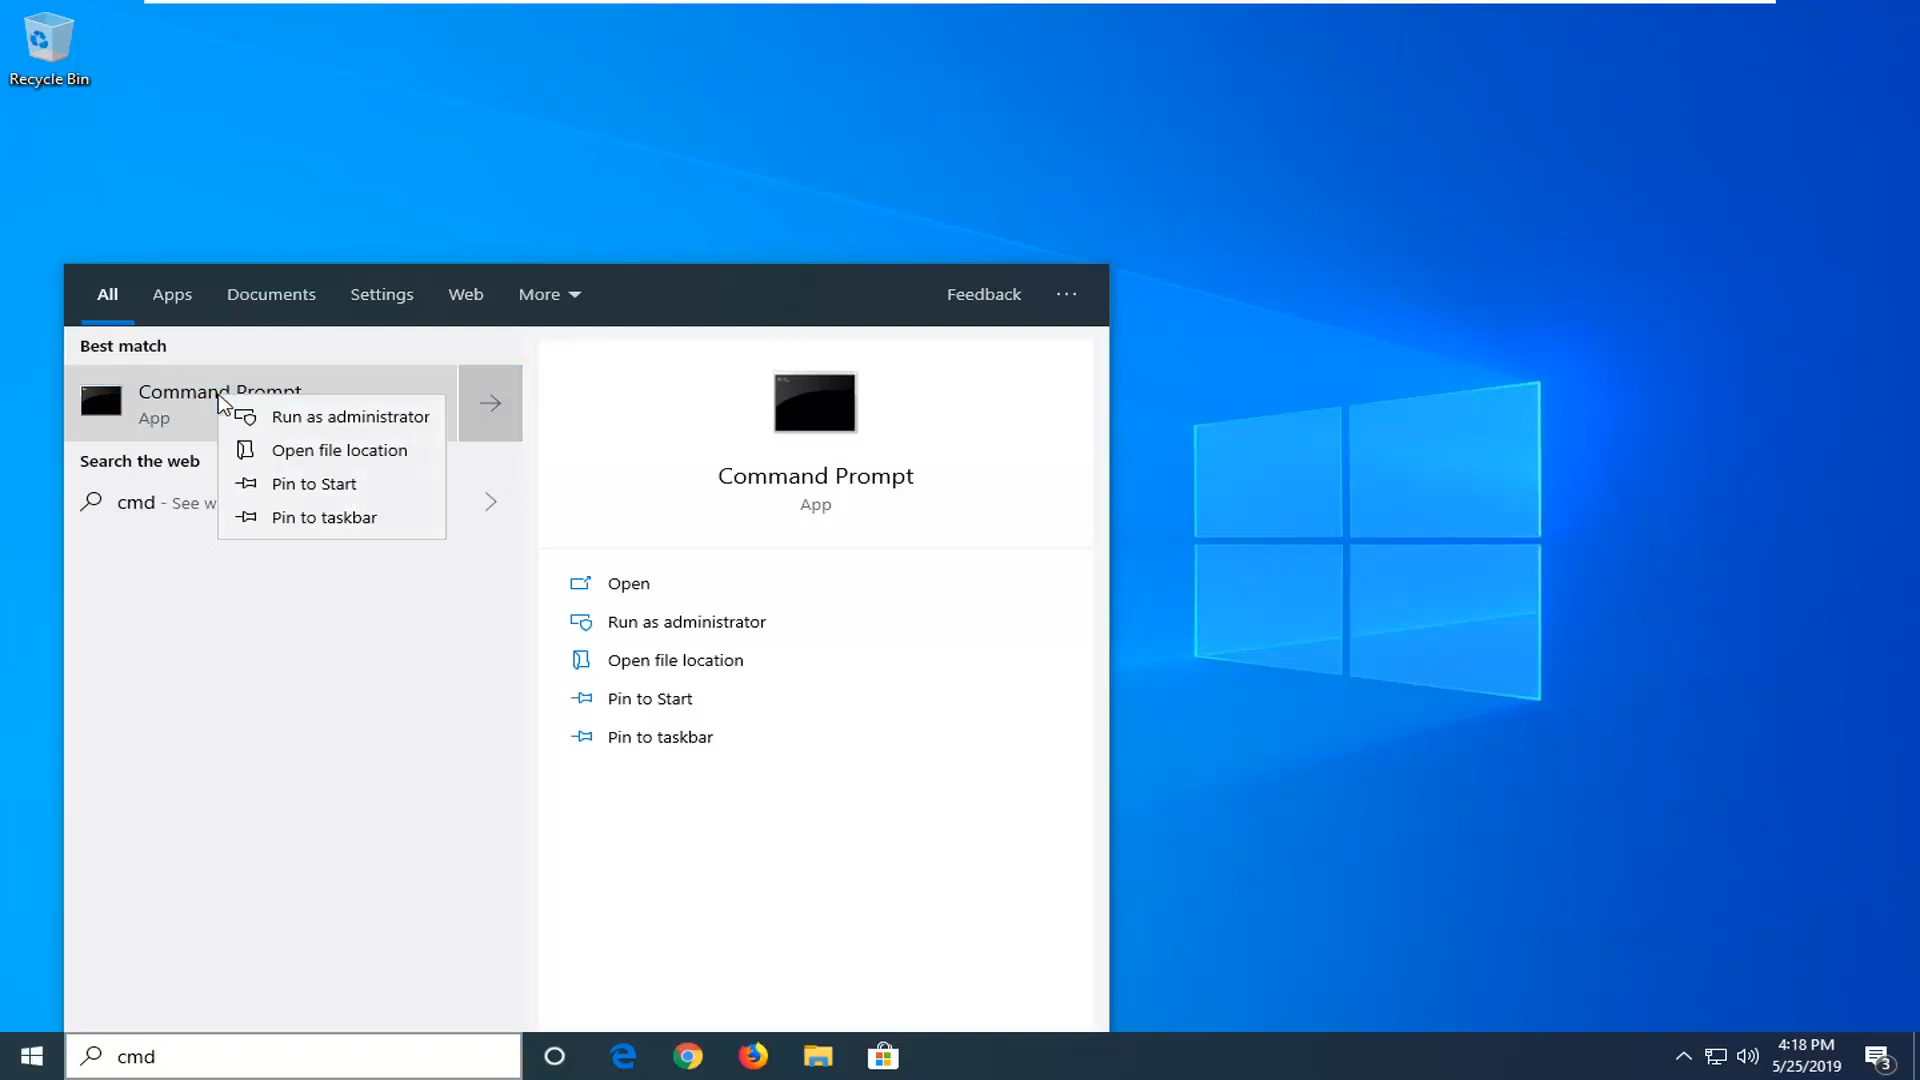 Recycle Bin
All Apps Documents Settings Web More Feedback ...
Best match
Command Prompt
App
Run as administrator
Open file location
Pin to Start
Pin to taskbar
Search the web
cmd - See w
Command Prompt
App
Open
Run as administrator
Open file location
Pin to Start
Pin to taskbar
cmd
4:18 PM
5/25/2019
3